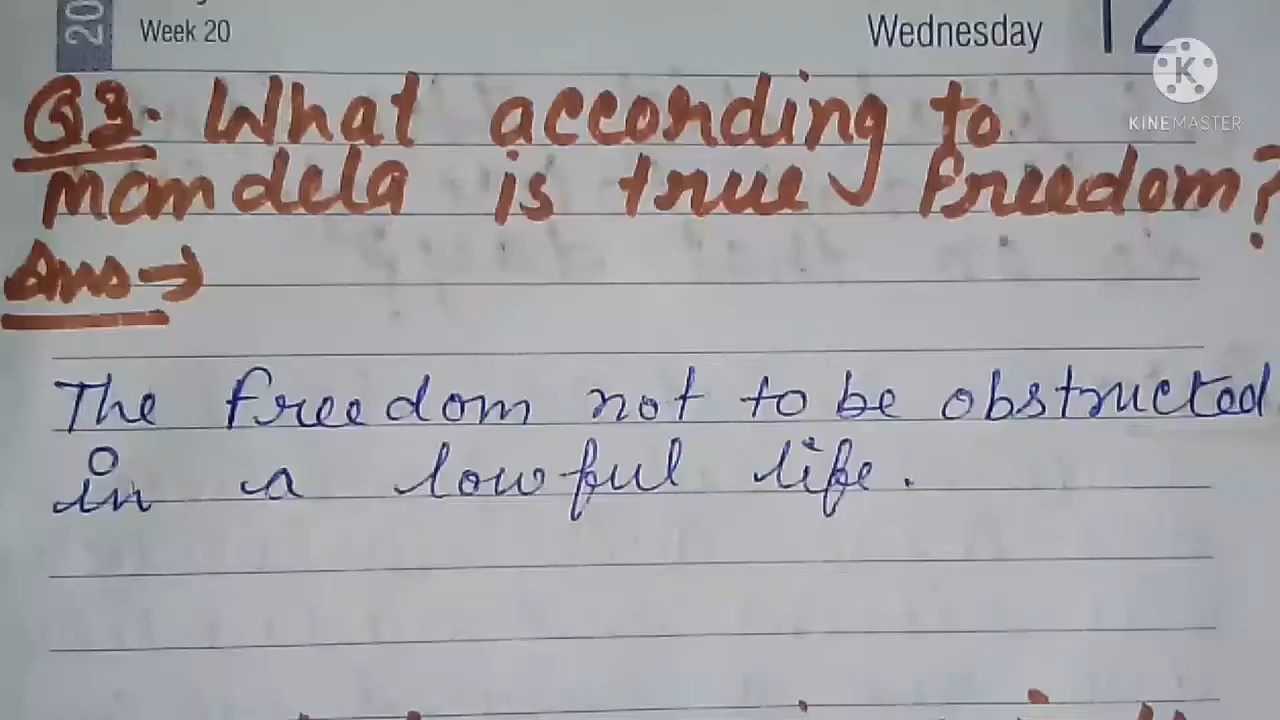 20
Week 20
Wednesday
12
K
KINEMASTER
Q3. What according to
mandela is true freedom?
Ans →
The freedom not to be obstructed
in a lowful life.